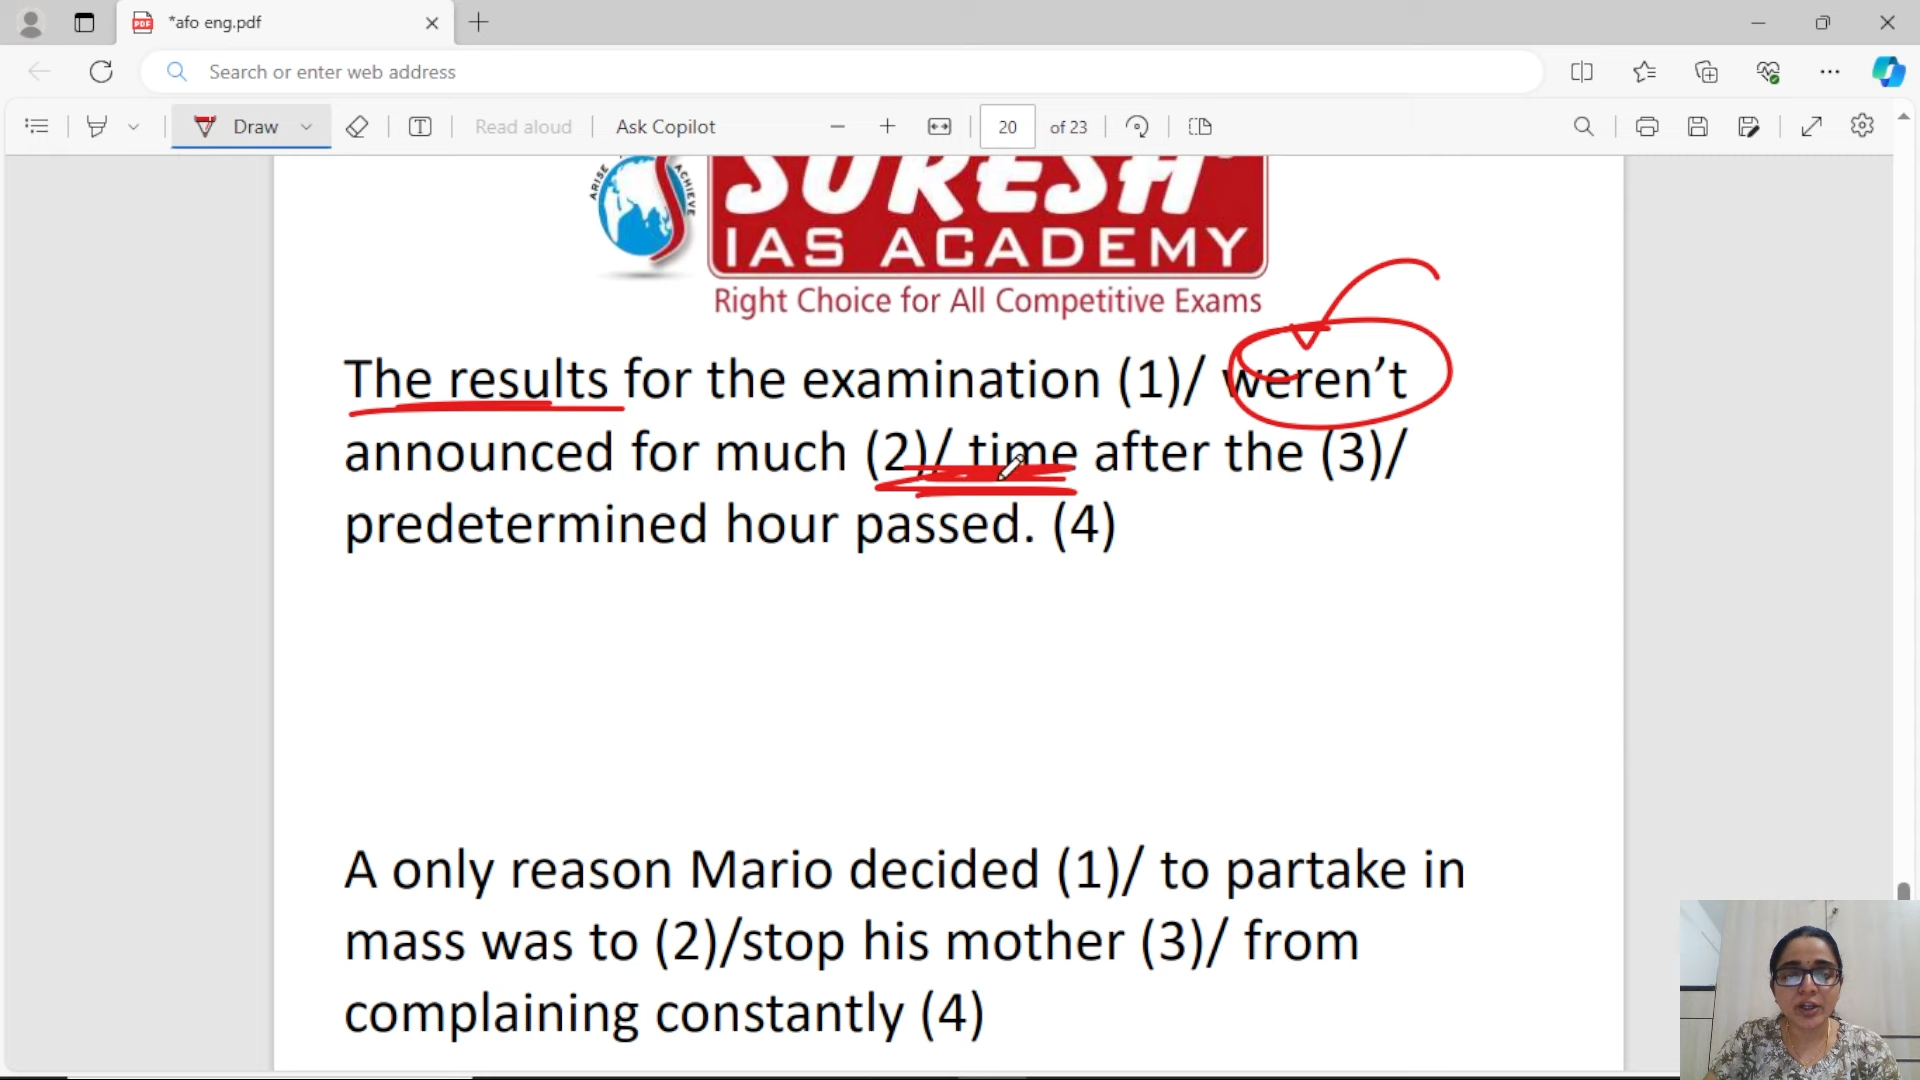 *afo eng.pdf
Search or enter web address
Draw
Read aloud
Ask Copilot
20
of 23
ARISE
ACHIEVE
SURESH
IAS ACADEMY
Right Choice for All Competitive Exams
The results for the examination (1)/ weren't
announced for much (2)/ time after the (3)/
predetermined hour passed. (4)
A only reason Mario decided (1)/ to partake in
mass was to (2)/stop his mother (3)/ from
complaining constantly (4)